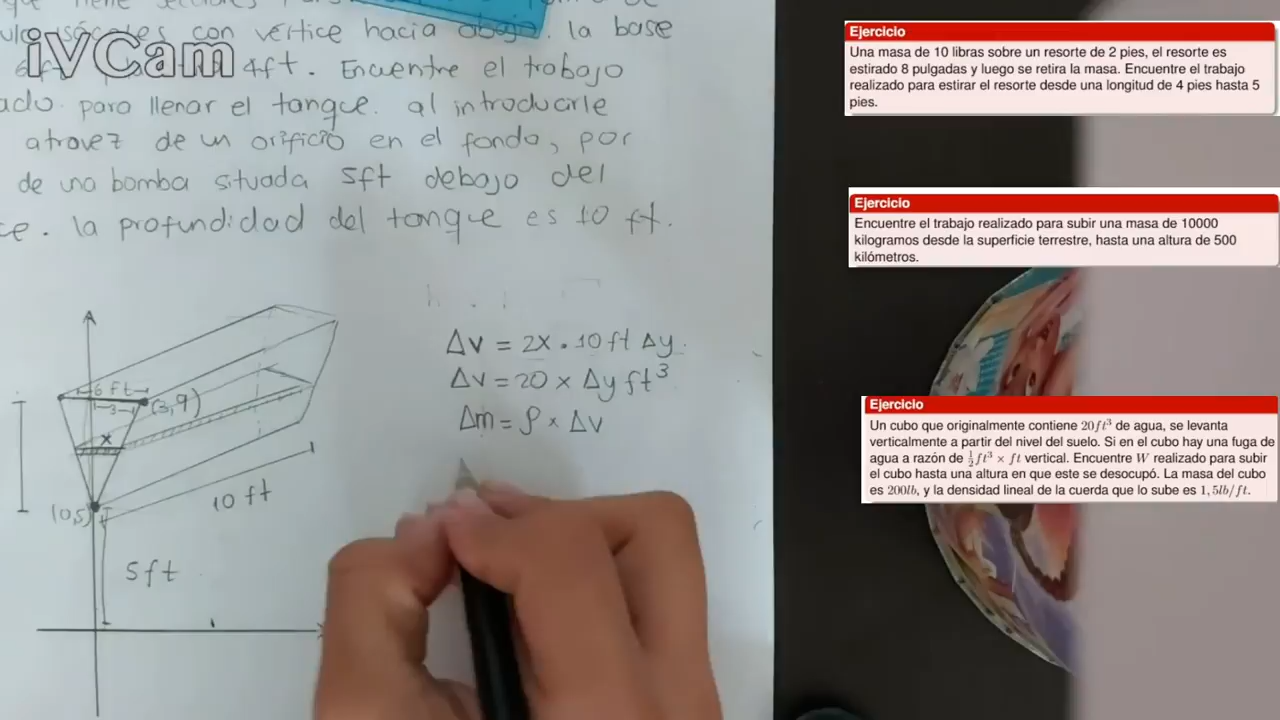 que tiene secciones
de
con vértice hacia abajo. la base
iVCam
4ft. Encuentre el trabajo
para llenar el tangue. al introducirle
atravez de un orificio en el fondo, por
de una bomba situada 5ft debajo del
la profundidad del tangue es 10 ft.
6 ft
3
(3,9)
x
10 ft
5ft
Δv = 2x . 10 ft Δy.
Δv = 20 x Δy ft³
Δm = ρ x Δv
Ejercicio
Una masa de 10 libras sobre un resorte de 2 pies, el resorte es
estirado 8 pulgadas y luego se retira la masa. Encuentre el trabajo
realizado para estirar el resorte desde una longitud de 4 pies hasta 5
pies.
Ejercicio
Encuentre el trabajo realizado para subir una masa de 10000
kilogramos desde la superficie terrestre, hasta una altura de 500
kilómetros.
Ejercicio
Un cubo que originalmente contiene 20ft³ de agua, se levanta
verticalmente a partir del nivel del suelo. Si en el cubo hay una fuga de
agua a razón de ½ft³ × ft vertical. Encuentre W realizado para subir
el cubo hasta una altura en que este se desocupó. La masa del cubo
es 200lb, y la densidad lineal de la cuerda que lo sube es 1, 5lb/ft.